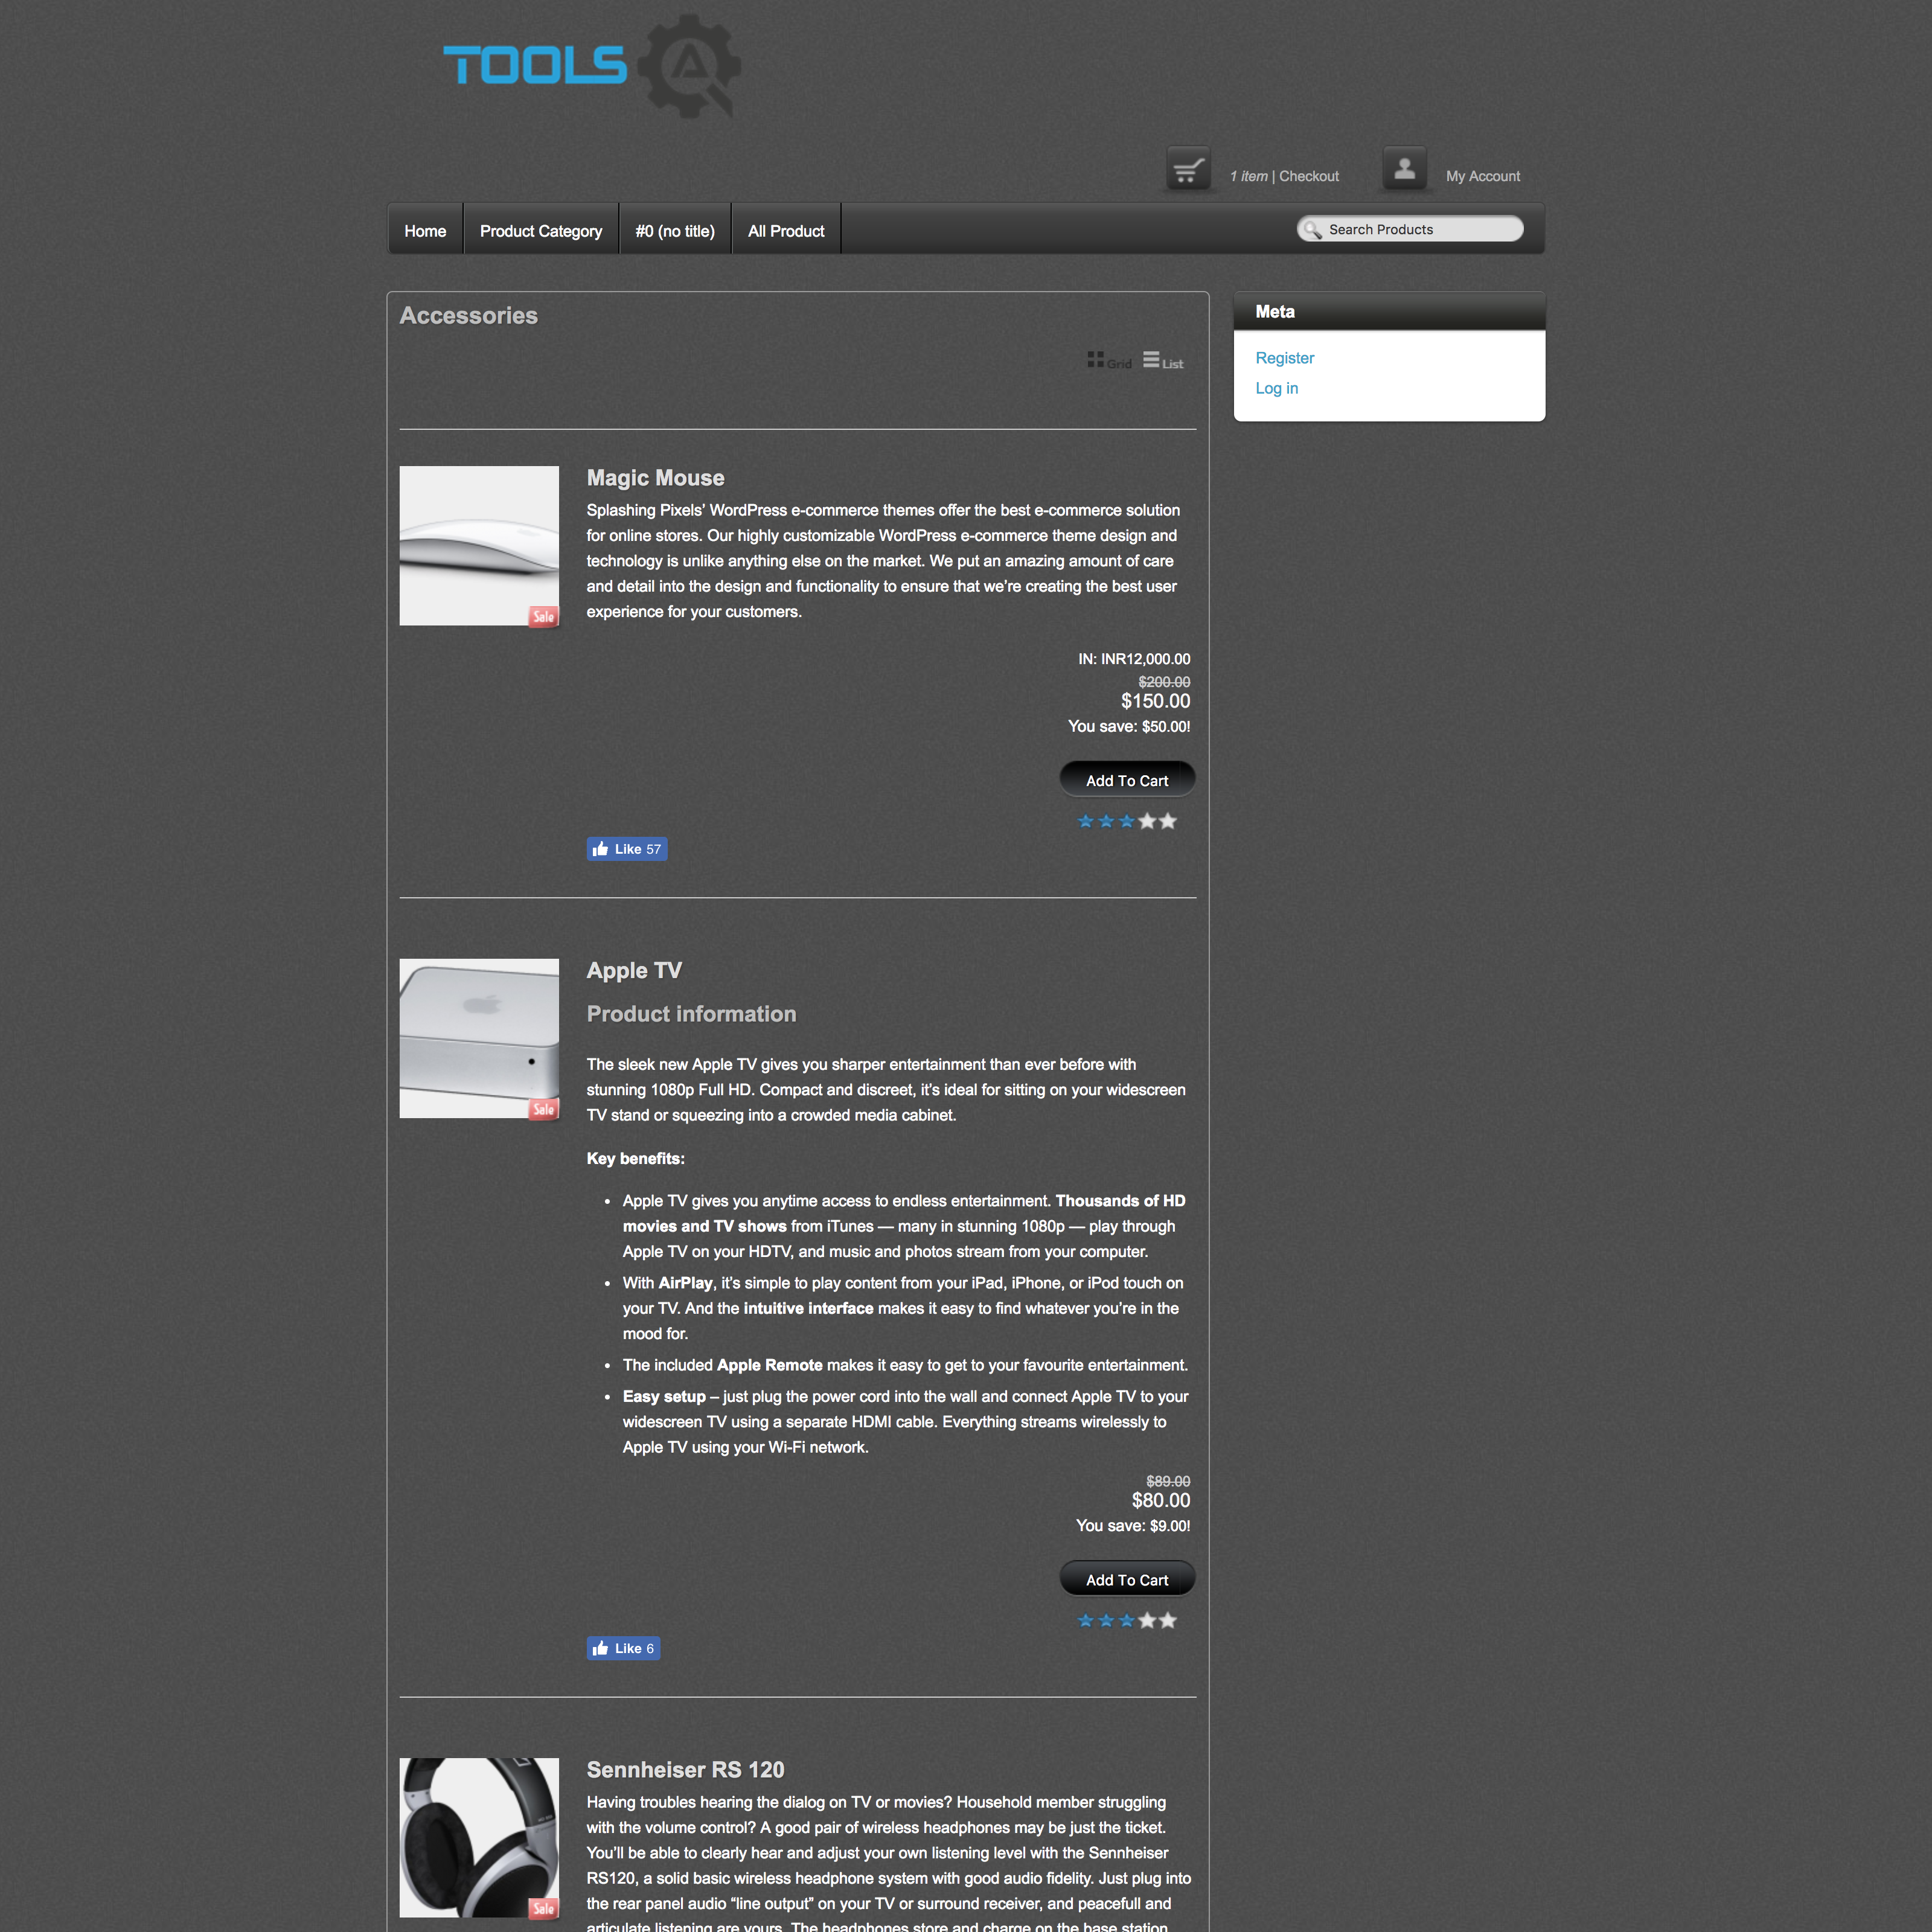 TOOLS QA
1 item | Checkout
My Account
Home
Product Category
#0 (no title)
All Product
Search Products
Accessories
Grid
List
Meta
Register
Log in
Magic Mouse
Splashing Pixels’ WordPress e-commerce themes offer the best e-commerce solution
for online stores. Our highly customizable WordPress e-commerce theme design and
technology is unlike anything else on the market. We put an amazing amount of care
and detail into the design and functionality to ensure that we’re creating the best user
experience for your customers.
Sale
IN: INR12,000.00
$200.00
$150.00
You save: $50.00!
Add To Cart
Like 57
Apple TV
Product information
The sleek new Apple TV gives you sharper entertainment than ever before with
stunning 1080p Full HD. Compact and discreet, it’s ideal for sitting on your widescreen
TV stand or squeezing into a crowded media cabinet.
Sale
Key benefits:
• Apple TV gives you anytime access to endless entertainment. Thousands of HD
movies and TV shows from iTunes — many in stunning 1080p — play through
Apple TV on your HDTV, and music and photos stream from your computer.
• With AirPlay, it’s simple to play content from your iPad, iPhone, or iPod touch on
your TV. And the intuitive interface makes it easy to find whatever you’re in the
mood for.
• The included Apple Remote makes it easy to get to your favourite entertainment.
• Easy setup – just plug the power cord into the wall and connect Apple TV to your
widescreen TV using a separate HDMI cable. Everything streams wirelessly to
Apple TV using your Wi-Fi network.
$89.00
$80.00
You save: $9.00!
Add To Cart
Like 6
Sennheiser RS 120
Having troubles hearing the dialog on TV or movies? Household member struggling
with the volume control? A good pair of wireless headphones may be just the ticket.
You’ll be able to clearly hear and adjust your own listening level with the Sennheiser
RS120, a solid basic wireless headphone system with good audio fidelity. Just plug into
the rear panel audio “line output” on your TV or surround receiver, and peacefull and
Sale
articulate listening are yours. The headphones store and charge on the base station